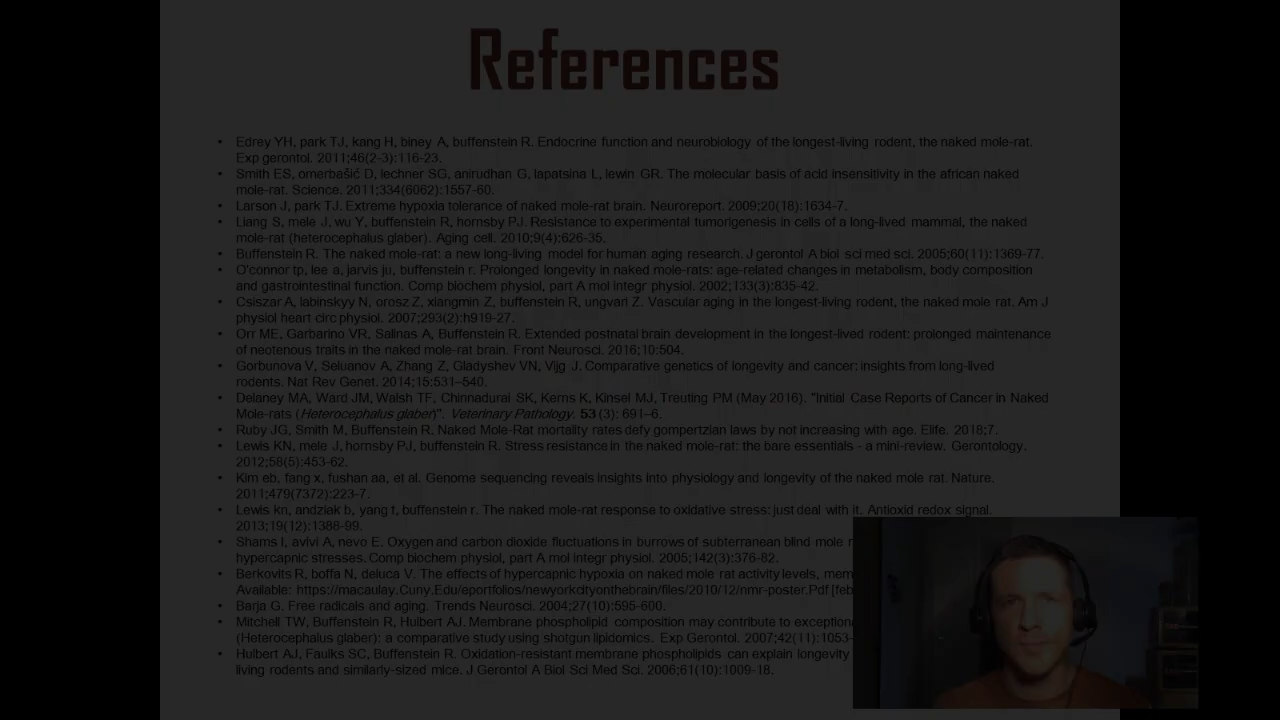 References
• Edrey YH, park TJ, kang H, biney A, buffenstein R. Endocrine function and neurobiology of the longest-living rodent, the naked mole-rat.
Exp gerontol. 2011;46(2-3):116-23.
• Smith ES, omerbašić D, lechner SG, anirudhan G, lapatsina L, lewin GR. The molecular basis of acid insensitivity in the african naked
mole-rat. Science. 2011;334(6062):1557-60.
• Larson J, park TJ. Extreme hypoxia tolerance of naked mole-rat brain. Neuroreport. 2009;20(18):1634-7.
• Liang S, mele J, wu Y, buffenstein R, hornsby PJ. Resistance to experimental tumorigenesis in cells of a long-lived mammal, the naked
mole-rat (heterocephalus glaber). Aging cell. 2010;9(4):626-35.
• Buffenstein R. The naked mole-rat: a new long-living model for human aging research. J gerontol A biol sci med sci. 2005;60(11):1369-77.
• O'connor tp, lee a, jarvis ju, buffenstein r. Prolonged longevity in naked mole-rats: age-related changes in metabolism, body composition
and gastrointestinal function. Comp biochem physiol, part A mol integr physiol. 2002;133(3):835-42.
• Csiszar A, labinskyy N, orosz Z, xiangmin Z, buffenstein R, ungvari Z. Vascular aging in the longest-living rodent, the naked mole rat. Am J
physiol heart circ physiol. 2007;293(2):h919-27.
• Orr ME, Garbarino VR, Salinas A, Buffenstein R. Extended postnatal brain development in the longest-lived rodent: prolonged maintenance
of neotenous traits in the naked mole-rat brain. Front Neurosci. 2016;10:504.
• Gorbunova V, Seluanov A, Zhang Z, Gladyshev VN, Vijg J. Comparative genetics of longevity and cancer: insights from long-lived
rodents. Nat Rev Genet. 2014;15:531–540.
• Delaney MA, Ward JM, Walsh TF, Chinnadurai SK, Kerns K, Kinsel MJ, Treuting PM (May 2016). "Initial Case Reports of Cancer in Naked
Mole-rats (Heterocephalus glaber)". Veterinary Pathology. 53 (3): 691–6.
• Ruby JG, Smith M, Buffenstein R. Naked Mole-Rat mortality rates defy gompertzian laws by not increasing with age. Elife. 2018;7.
• Lewis KN, mele J, hornsby PJ, buffenstein R. Stress resistance in the naked mole-rat: the bare essentials - a mini-review. Gerontology.
2012;58(5):453-62.
• Kim eb, fang x, fushan aa, et al. Genome sequencing reveals insights into physiology and longevity of the naked mole rat. Nature.
2011;479(7372):223-7.
• Lewis kn, andziak b, yang t, buffenstein r. The naked mole-rat response to oxidative stress: just deal with it. Antioxid redox signal.
2013;19(12):1388-99.
• Shams I, avivi A, nevo E. Oxygen and carbon dioxide fluctuations in burrows of subterranean blind mole r
hypercapnic stresses. Comp biochem physiol, part A mol integr physiol. 2005;142(3):376-82.
• Berkovits R, boffa N, deluca V. The effects of hypercapnic hypoxia on naked mole rat activity levels, mem
Available: https://macaulay.Cuny.Edu/eportfolios/newyorkcityonthebrain/files/2010/12/nmr-poster.Pdf [feb
• Barja G. Free radicals and aging. Trends Neurosci. 2004;27(10):595-600.
• Mitchell TW, Buffenstein R, Hulbert AJ. Membrane phospholipid composition may contribute to exception
(Heterocephalus glaber): a comparative study using shotgun lipidomics. Exp Gerontol. 2007;42(11):1053-
• Hulbert AJ, Faulks SC, Buffenstein R. Oxidation-resistant membrane phospholipids can explain longevity
living rodents and similarly-sized mice. J Gerontol A Biol Sci Med Sci. 2006;61(10):1009-18.